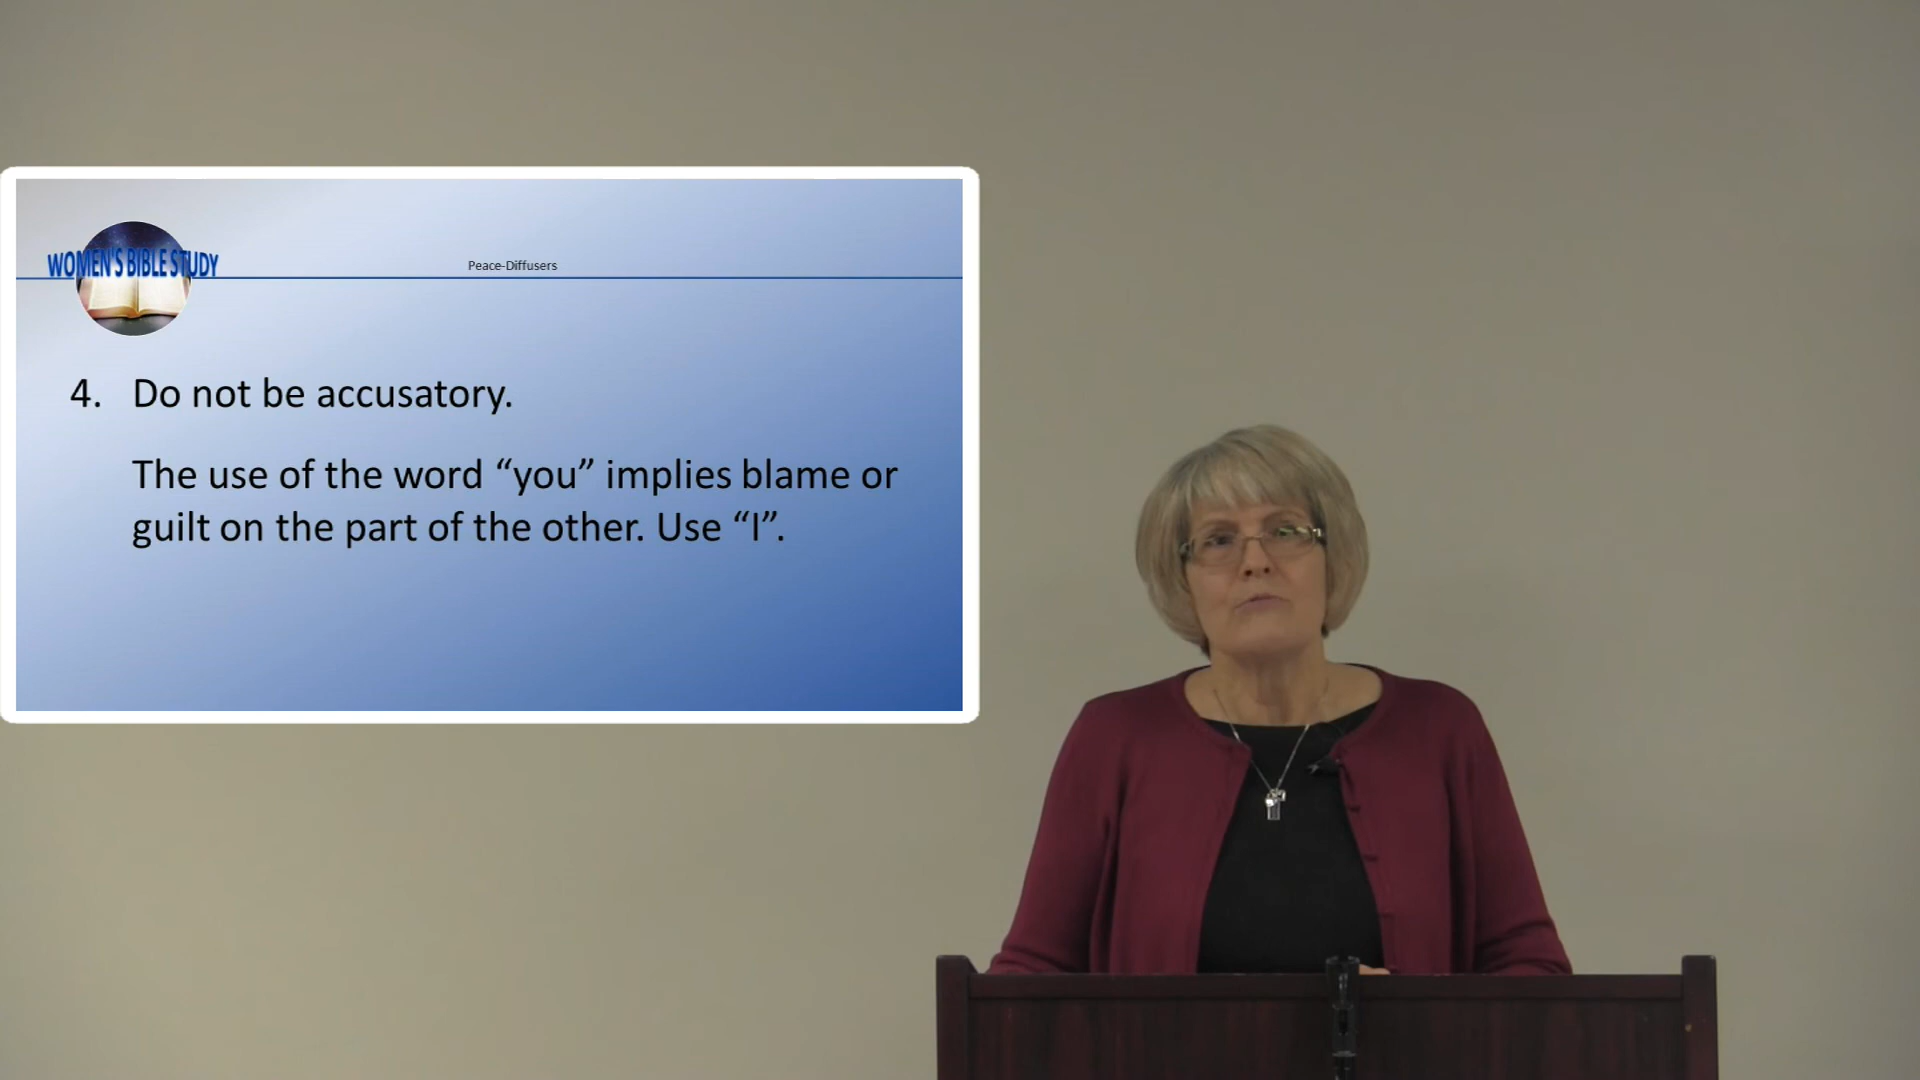 WOMEN'S BIBLE STUDY
Peace-Diffusers
4. Do not be accusatory.
The use of the word “you” implies blame or
guilt on the part of the other. Use “I”.